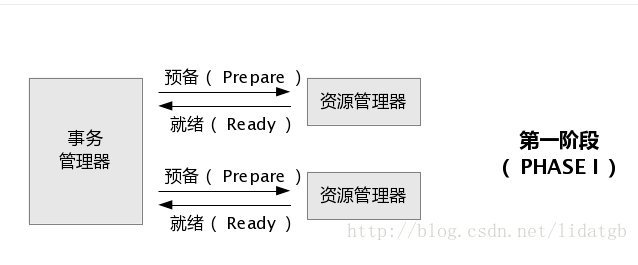 预备( Prepare )
资源管理器
就绪( Ready )
事务
管理器
第一阶段
( PHASE I )
预备( Prepare )
资源管理器
就绪( Ready )
http://blog.csdn.net/lidatgb